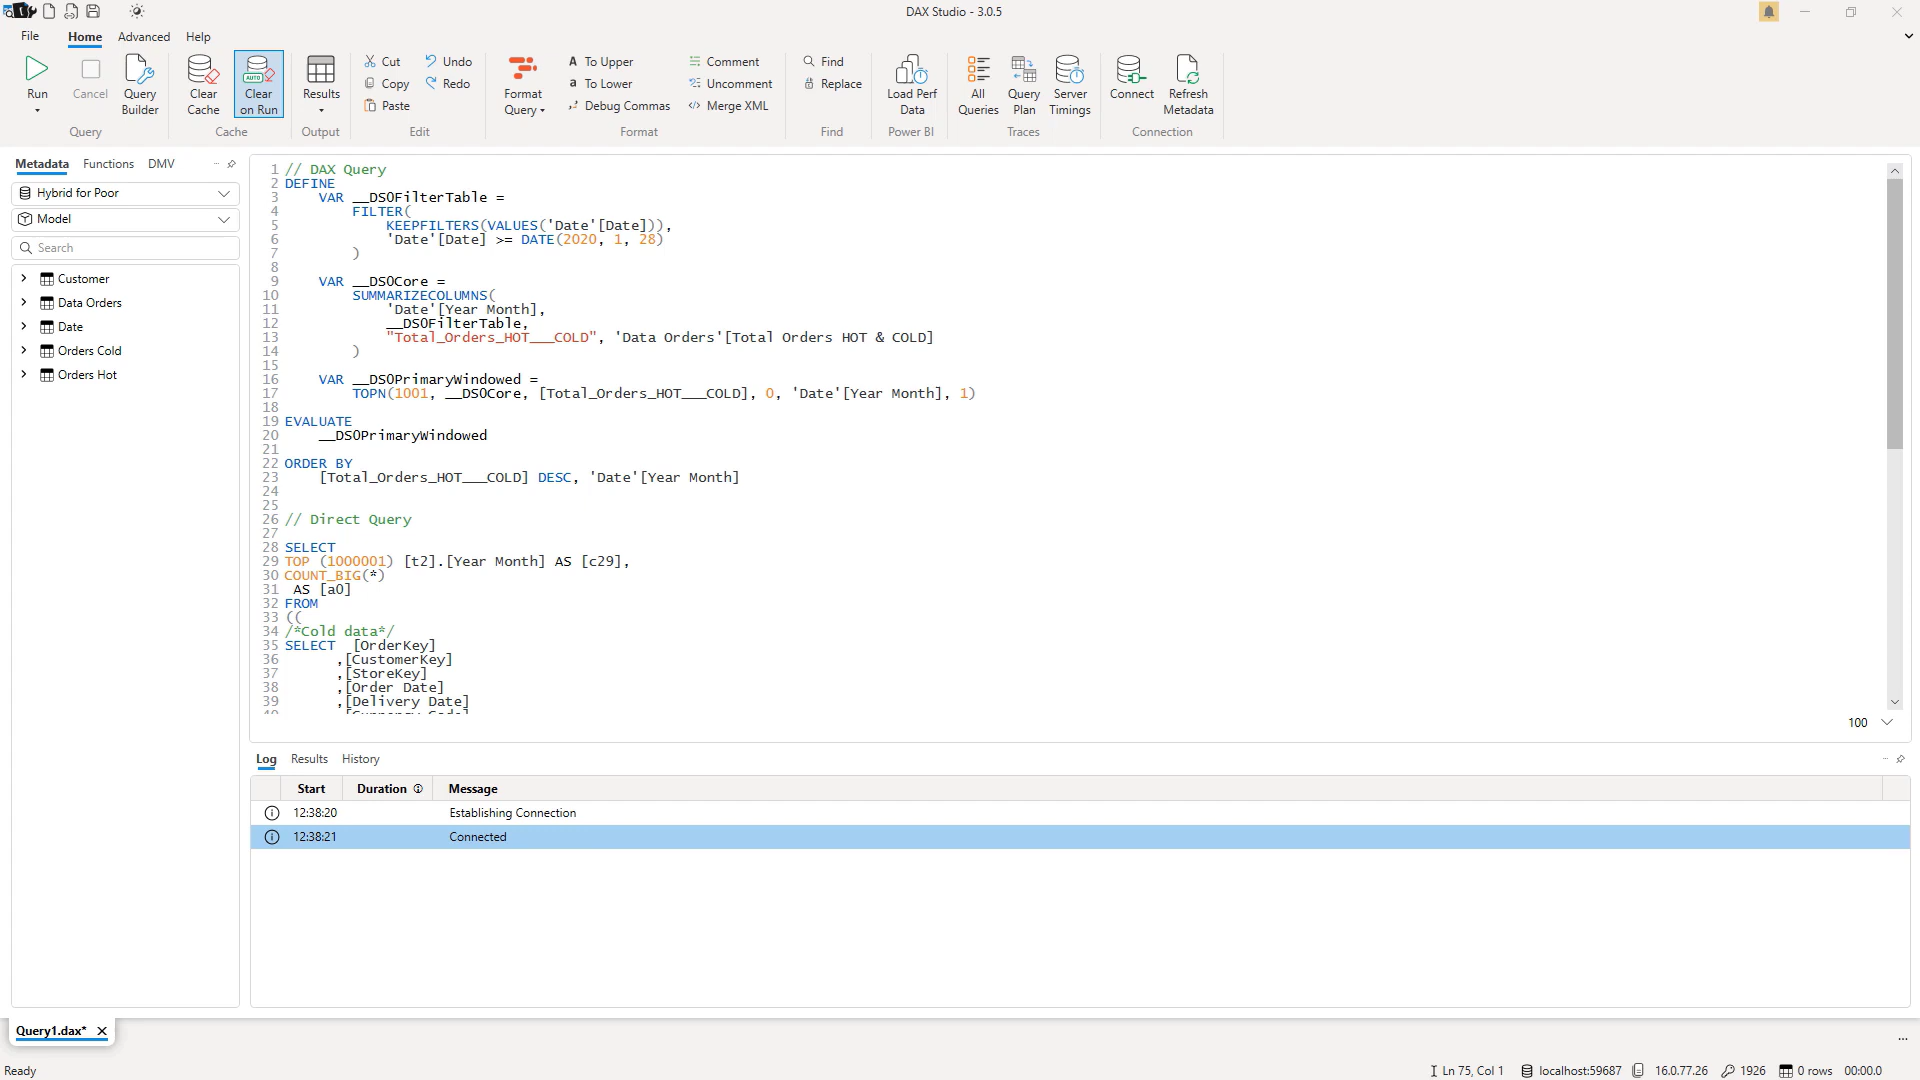 DAX Studio - 3.0.5
File
Home
Advanced
Help
Run
Cancel
Query Builder
Query
Clear Cache
AUTO
Clear on Run
Cache
Results
Output
Cut
Copy
Paste
Undo
Redo
Edit
Format Query
To Upper
To Lower
Debug Commas
Comment
Uncomment
Merge XML
Format
Find
Replace
Find
Load Perf Data
Power BI
All Queries
Query Plan
Server Timings
Traces
Connect
Refresh Metadata
Connection
Metadata
Functions
DMV
Hybrid for Poor
Model
Search
Customer
Data Orders
Date
Orders Cold
Orders Hot
1 // DAX Query
2 DEFINE
3 VAR __DS0FilterTable =
4 FILTER(
5 KEEPFILTERS(VALUES('Date'[Date])),
6 'Date'[Date] >= DATE(2020, 1, 28)
7 )
8
9 VAR __DS0Core =
10 SUMMARIZECOLUMNS(
11 'Date'[Year Month],
12 __DS0FilterTable,
13 "Total_Orders_HOT___COLD", 'Data Orders'[Total Orders HOT & COLD]
14 )
15
16 VAR __DS0PrimaryWindowed =
17 TOPN(1001, __DS0Core, [Total_Orders_HOT___COLD], 0, 'Date'[Year Month], 1)
18
19 EVALUATE
20 __DS0PrimaryWindowed
21
22 ORDER BY
23 [Total_Orders_HOT___COLD] DESC, 'Date'[Year Month]
24
25
26 // Direct Query
27
28 SELECT
29 TOP (1000001) [t2].[Year Month] AS [c29],
30 COUNT_BIG(*)
31 AS [a0]
32 FROM
33 ((
34 /*Cold data*/
35 SELECT [OrderKey]
36 ,[CustomerKey]
37 ,[StoreKey]
38 ,[Order Date]
39 ,[Delivery Date]
40 ,[Currency Code]
100
Log
Results
History
Start
Duration
Message
12:38:20 Establishing Connection
12:38:21 Connected
Query1.dax*
Ready
Ln 75, Col 1
localhost:59687
16.0.77.26
1926
0 rows
00:00.0